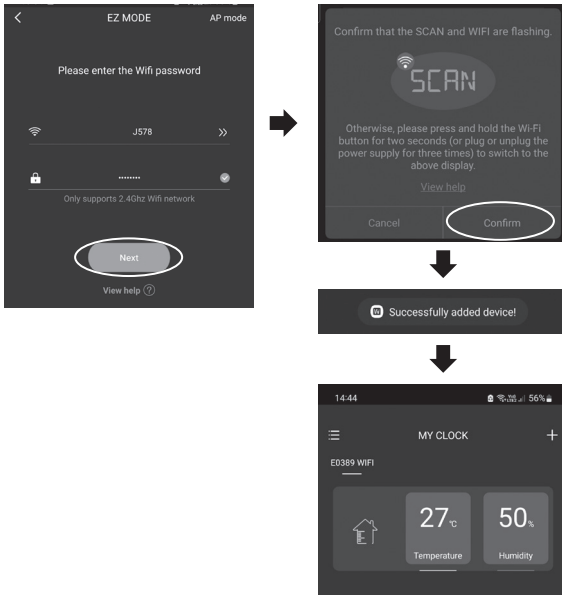 EZ MODE
AP mode
Please enter the Wifi password
J578
········
Only supports 2.4Ghz Wifi network
Next
View help ?
Confirm that the SCAN and WIFI are flashing.
SCAN
Otherwise, please press and hold the Wi-Fi
button for two seconds (or plug or unplug the
power supply for three times) to switch to the
above display.
View help
Cancel
Confirm
Successfully added device!
14:44
56%
MY CLOCK
E0389 WIFI
27 °C
50 %
Temperature
Humidity